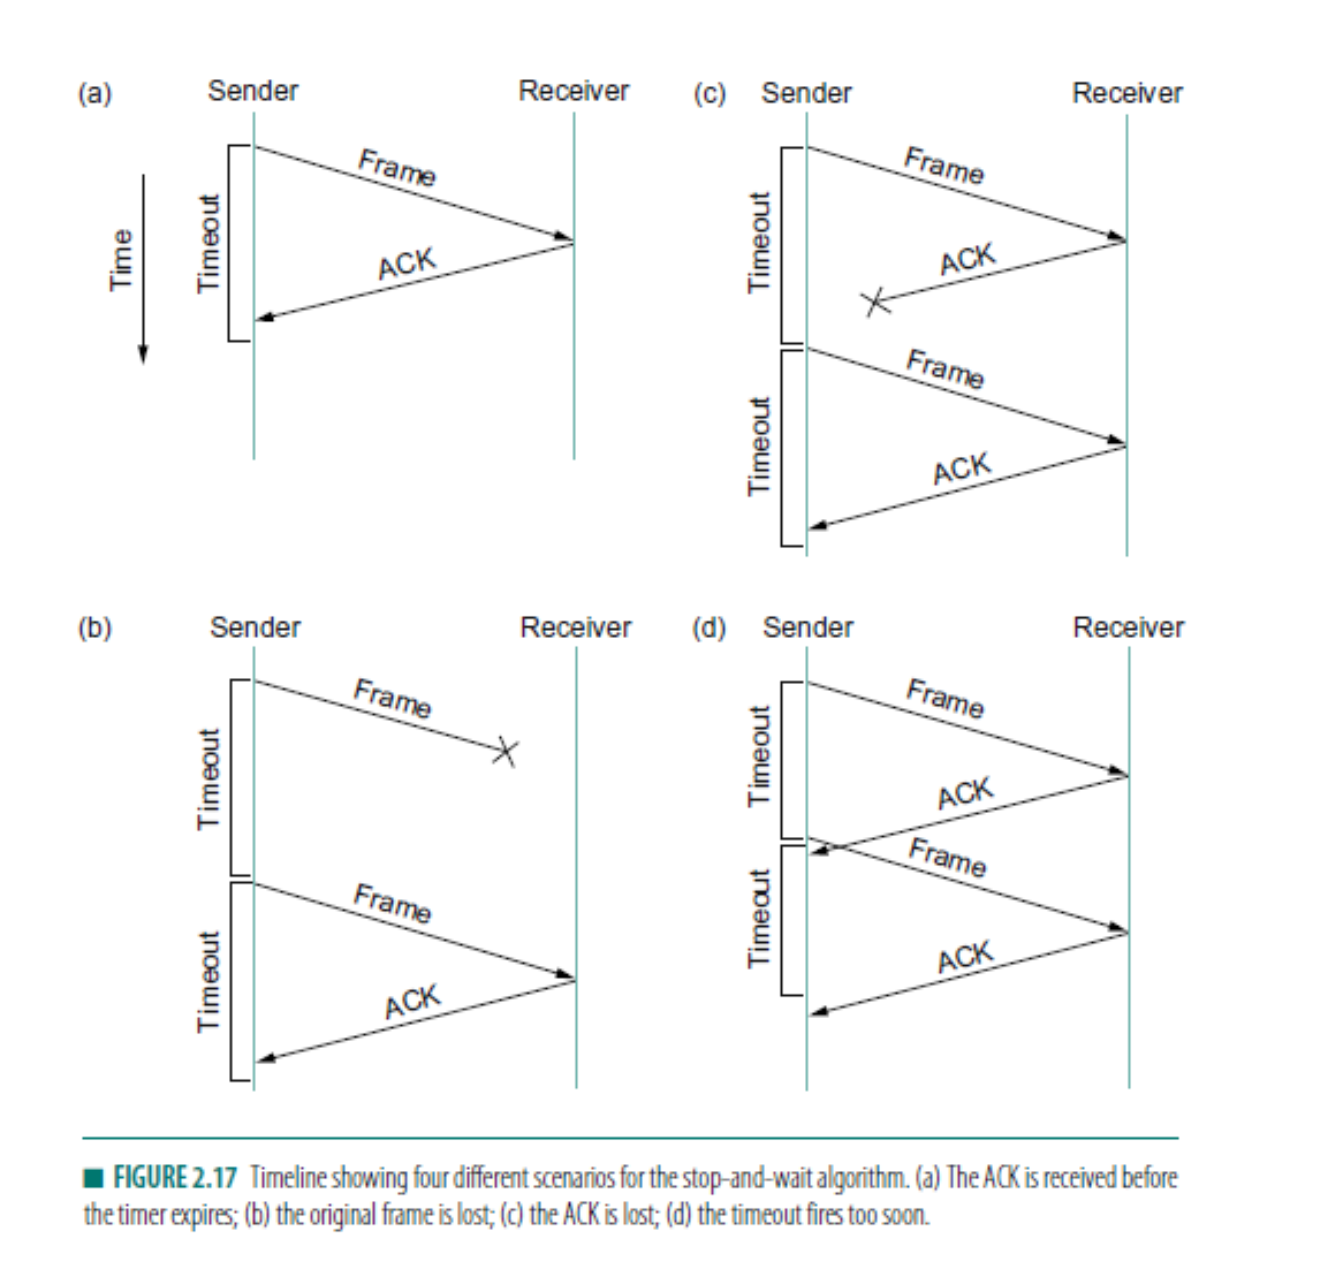 (a) Sender Receiver
Time
Timeout
Frame
ACK
(c) Sender Receiver
Timeout
Frame
ACK
Timeout
Frame
ACK
(b) Sender Receiver
Timeout
Frame
Timeout
Frame
ACK
(d) Sender Receiver
Timeout
Frame
ACK
Timeout
Frame
ACK
■ FIGURE 2.17 Timeline showing four different scenarios for the stop-and-wait algorithm. (a) The ACK is received before
the timer expires; (b) the original frame is lost; (c) the ACK is lost; (d) the timeout fires too soon.